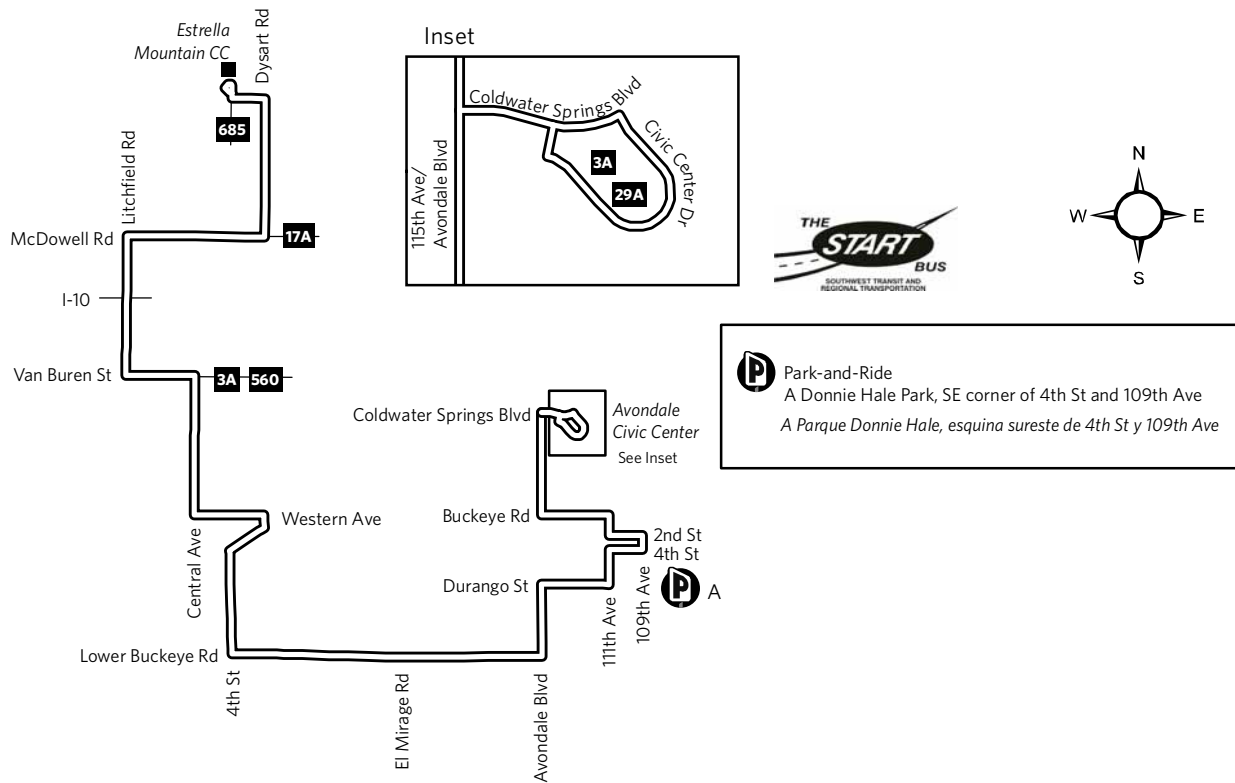 Estrella
Mountain CC
Dysart Rd
685
Litchfield Rd
McDowell Rd
17A
I-10
Van Buren St
3A
560
Inset
Coldwater Springs Blvd
Civic Center Dr
3A
29A
115th Ave/
Avondale Blvd
THE
START
BUS
SOUTHWEST TRANSIT AND
REGIONAL TRANSPORTATION
N
W
E
S
Park-and-Ride
A Donnie Hale Park, SE corner of 4th St and 109th Ave
A Parque Donnie Hale, esquina sureste de 4th St y 109th Ave
Coldwater Springs Blvd
Avondale
Civic Center
See Inset
Western Ave
Central Ave
Buckeye Rd
2nd St
4th St
Durango St
P
A
111th Ave
109th Ave
Lower Buckeye Rd
4th St
El Mirage Rd
Avondale Blvd